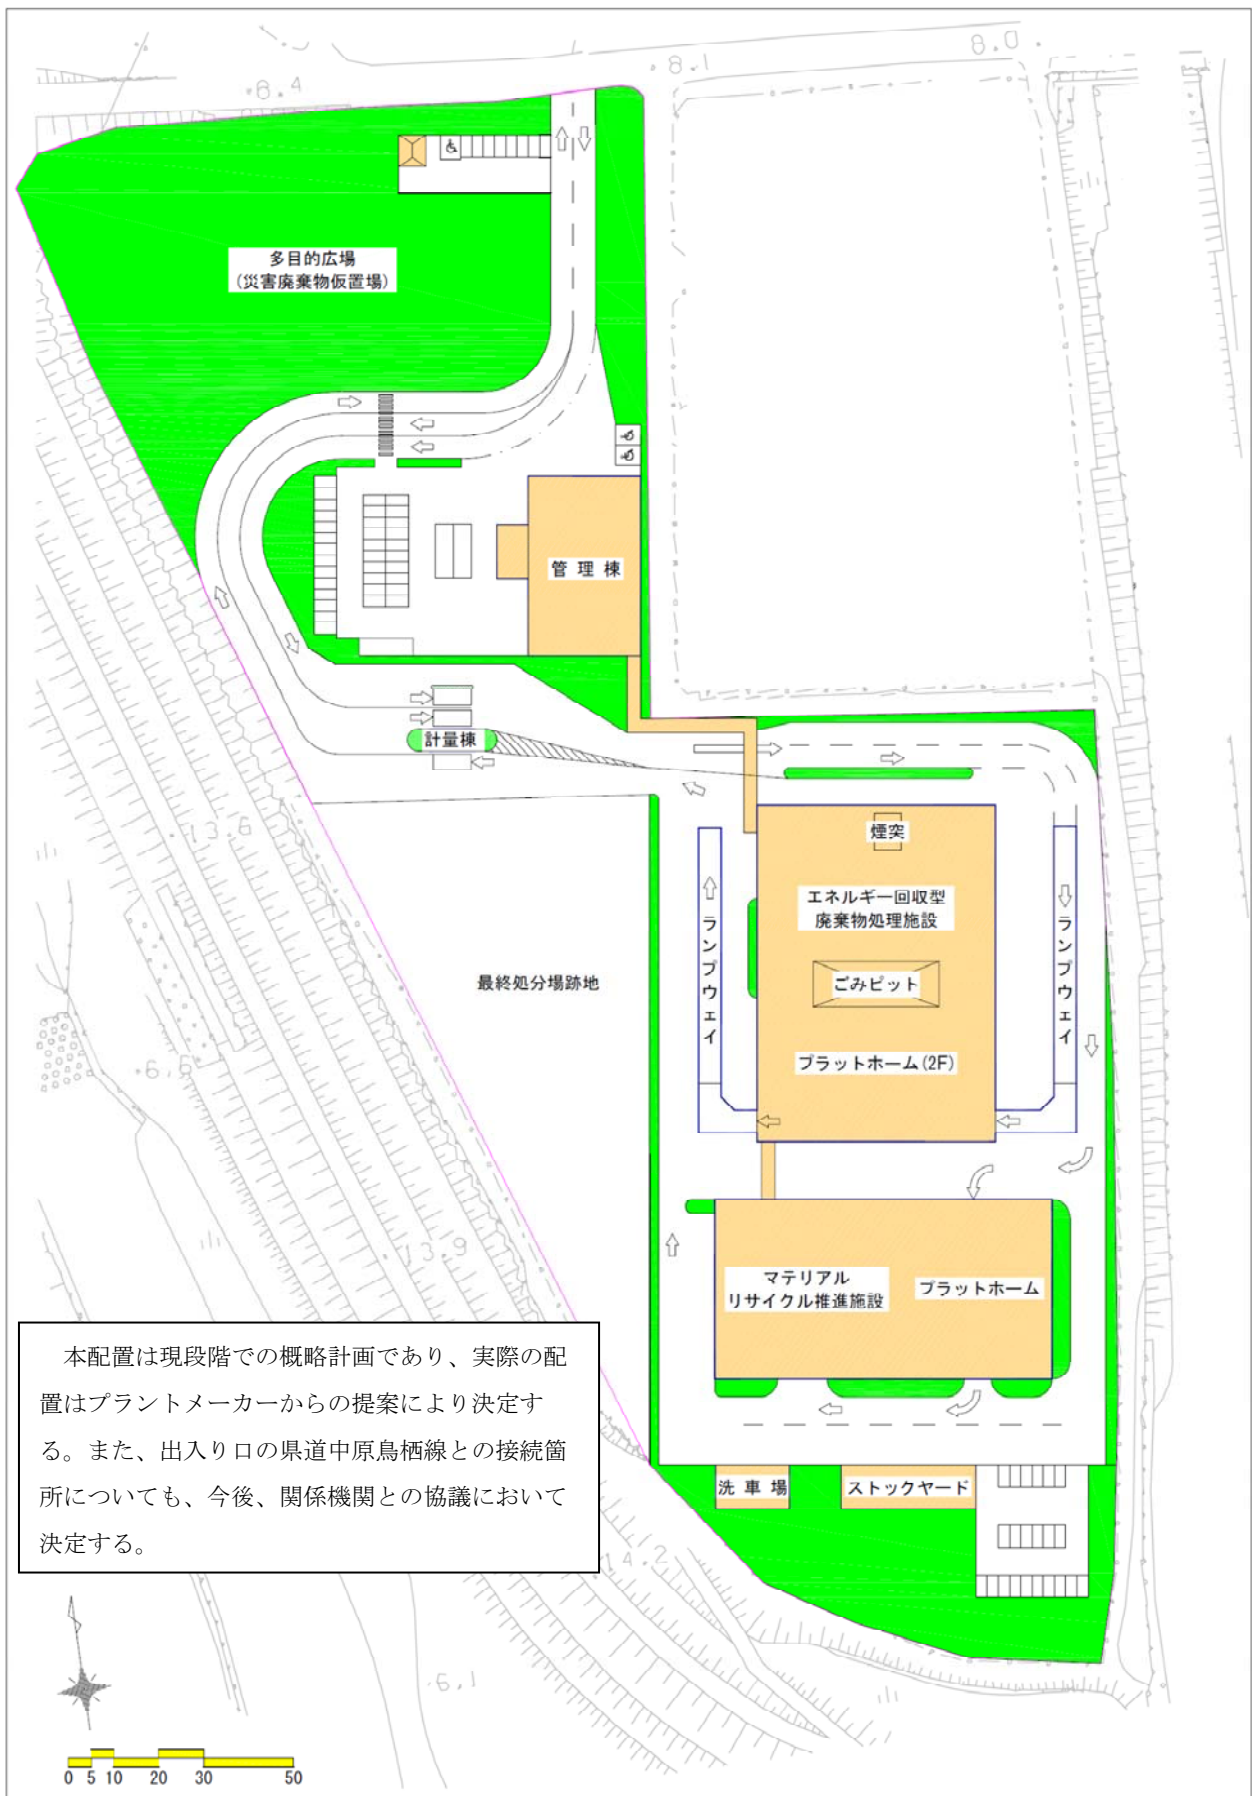 8.0
8.1
8.4
多目的広場
(災害廃棄物仮置場)
管理棟
計量棟
煙突
エネルギー回収型
廃棄物処理施設
ごみピット
プラットホーム(2F)
ランプウェイ
ランプウェイ
最終処分場跡地
13.6
6.6
13.9
マテリアル
リサイクル推進施設
プラットホーム
本配置は現段階での概略計画であり、実際の配
置はプラントメーカーからの提案により決定す
る。また、出入り口の県道中原鳥栖線との接続箇
所についても、今後、関係機関との協議において
決定する。
洗車場
ストックヤード
4.2
6.1
0 5 10 20 30 50